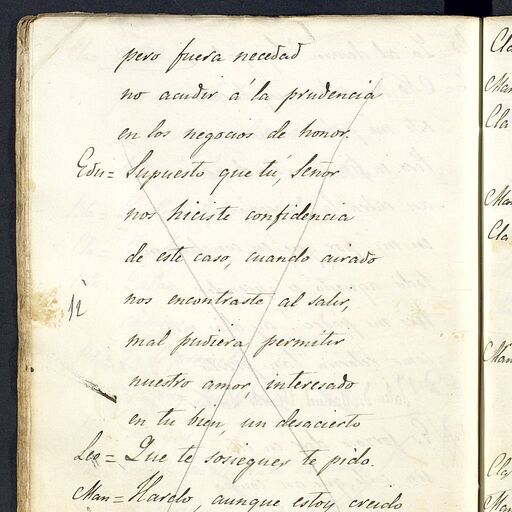 pero fuera necedad
no acudir á la prudencia
en los negocios de honor.
Edu= Supuesto que tú, Señor
nos hiciste confidencia
de este caso, cuando airado
nos encontraste al salir,
mal pudiera permitir
nuestro amor, interesado
en tu bien, un desacierto
Leo= Que te sosiegues te pido.
Man= Harelo, aunque estoy creido
Cla
Man
Cla
Man
Cla
Man
Cla
Man